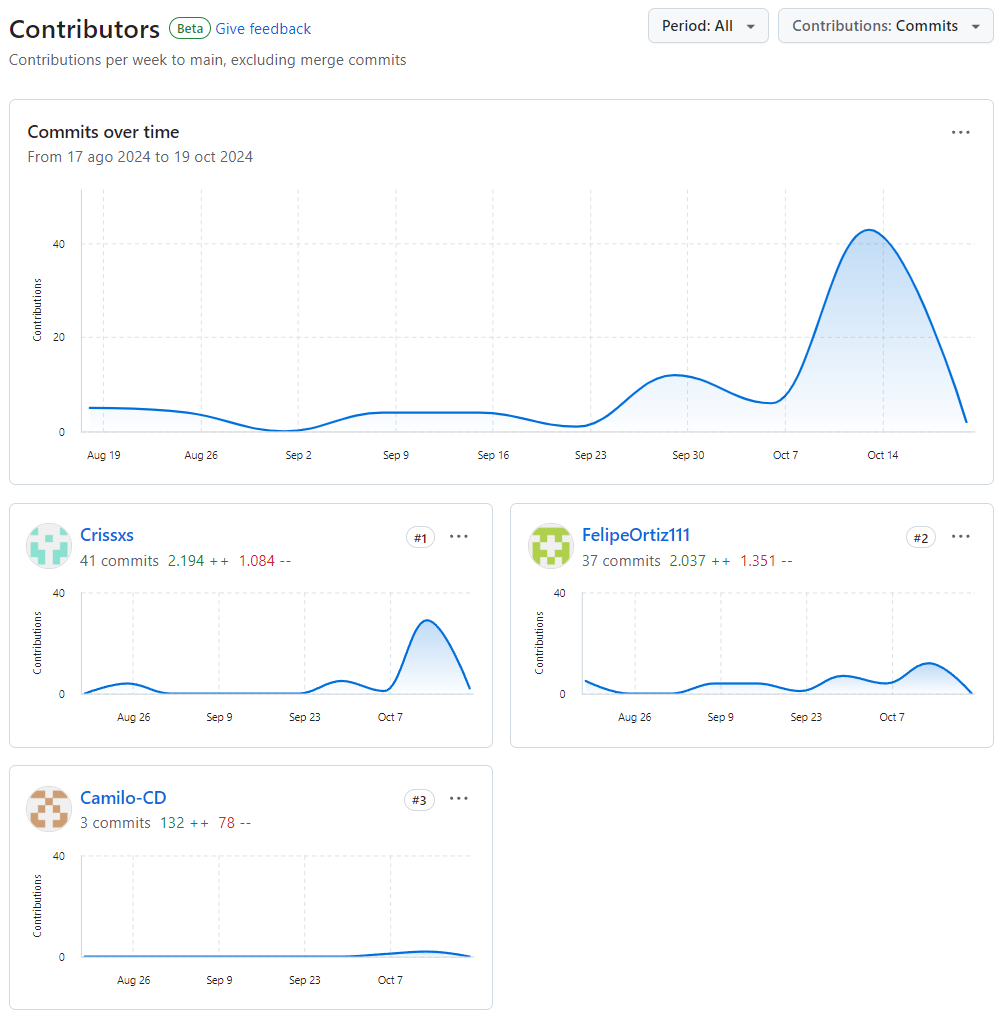 Contributors Beta Give feedback
Period: All
Contributions: Commits
Contributions per week to main, excluding merge commits
Commits over time
From 17 ago 2024 to 19 oct 2024
Contributions
40
20
0
Aug 19 Aug 26 Sep 2 Sep 9 Sep 16 Sep 23 Sep 30 Oct 7 Oct 14
Crissxs
#1
41 commits 2.194 ++ 1.084 --
Contributions
40
0
Aug 26 Sep 9 Sep 23 Oct 7
FelipeOrtiz111
#2
37 commits 2.037 ++ 1.351 --
Contributions
40
0
Aug 26 Sep 9 Sep 23 Oct 7
Camilo-CD
#3
3 commits 132 ++ 78 --
Contributions
40
0
Aug 26 Sep 9 Sep 23 Oct 7